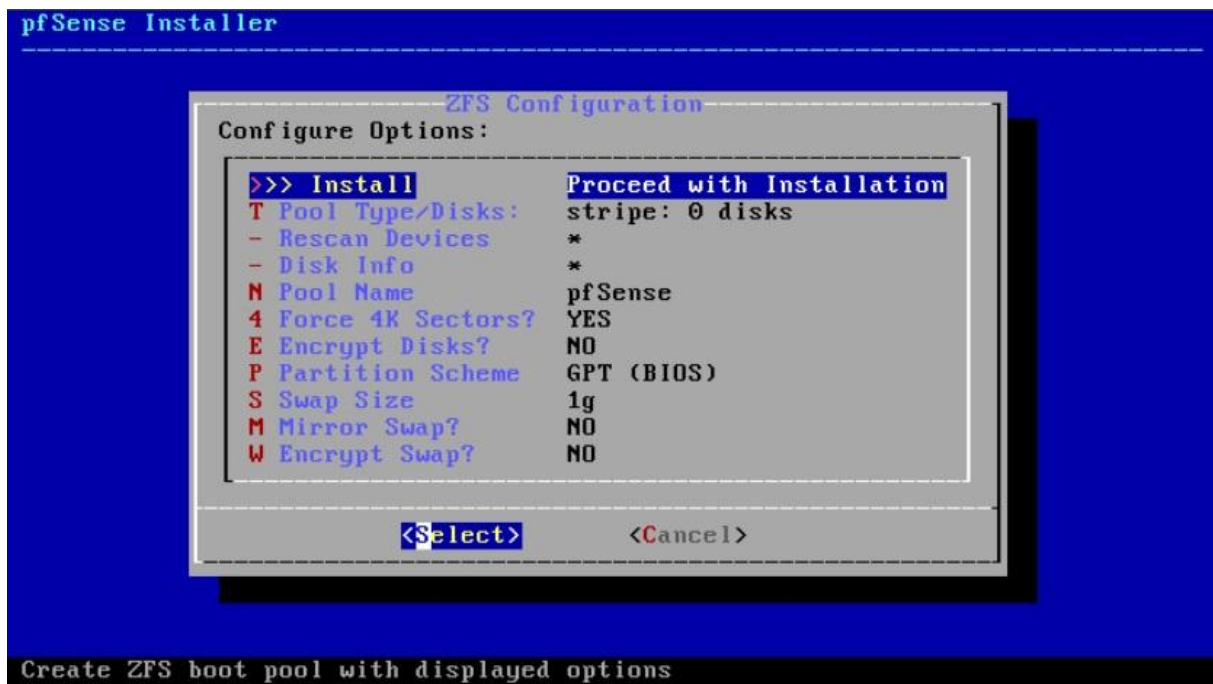 pfSense Installer
ZFS Configuration
Configure Options:
>>> Install Proceed with Installation
T Pool Type/Disks: stripe: 0 disks
- Rescan Devices *
- Disk Info *
N Pool Name pfSense
4 Force 4K Sectors? YES
E Encrypt Disks? NO
P Partition Scheme GPT (BIOS)
S Swap Size 1g
M Mirror Swap? NO
W Encrypt Swap? NO
<Select> <Cancel>
Create ZFS boot pool with displayed options